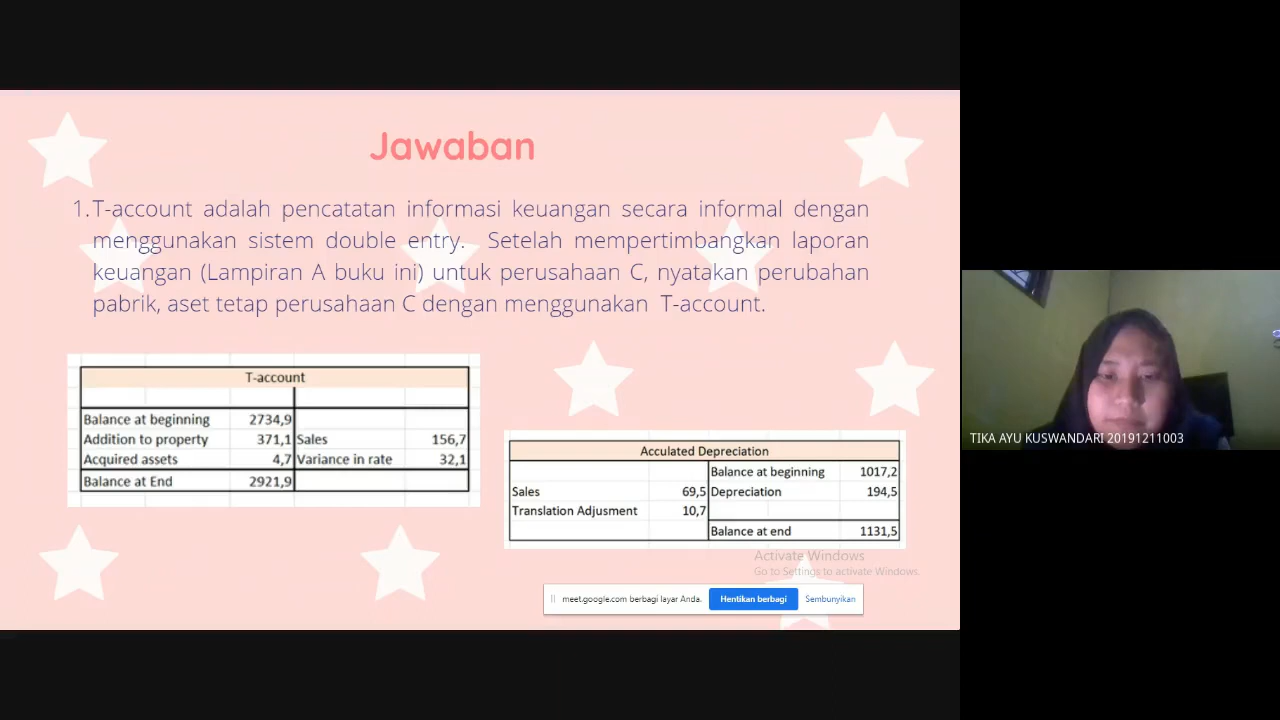 Jawaban
1.T-account adalah pencatatan informasi keuangan secara informal dengan
menggunakan sistem double entry. Setelah mempertimbangkan laporan
keuangan (Lampiran A buku ini) untuk perusahaan C, nyatakan perubahan
pabrik, aset tetap perusahaan C dengan menggunakan T-account.
T-account
Balance at beginning 2734,9
Addition to property 371,1 Sales 156,7
Acquired assets 4,7 Variance in rate 32,1
Balance at End 2921,9
Acculated Depreciation
Balance at beginning 1017,2
Sales 69,5 Depreciation 194,5
Translation Adjusment 10,7
Balance at end 1131,5
Activate Windows
Go to Settings to activate Windows.
meet.google.com berbagi layar Anda. Hentikan berbagi Sembunyikan
TIKA AYU KUSWANDARI 20191211003